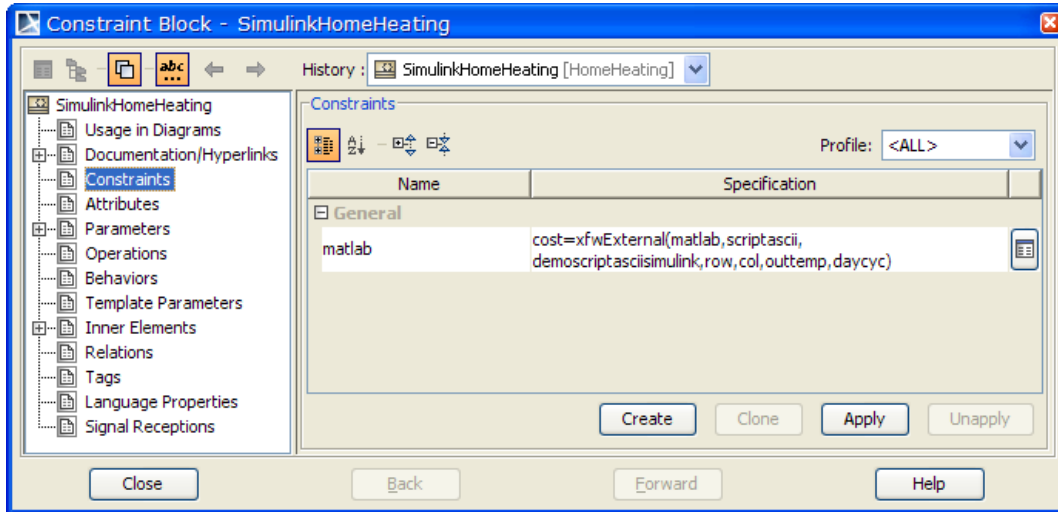 Constraint Block - SimulinkHomeHeating
abc
History : SimulinkHomeHeating [HomeHeating]
SimulinkHomeHeating
Usage in Diagrams
Documentation/Hyperlinks
Constraints
Attributes
Parameters
Operations
Behaviors
Template Parameters
Inner Elements
Relations
Tags
Language Properties
Signal Receptions
Constraints
Profile: <ALL>
Name Specification
General
matlab cost=xfwExternal(matlab,scriptascii,
demoscriptasciisimulink,row,col,outtemp,daycyc)
Create Clone Apply Unapply
Close Back Forward Help